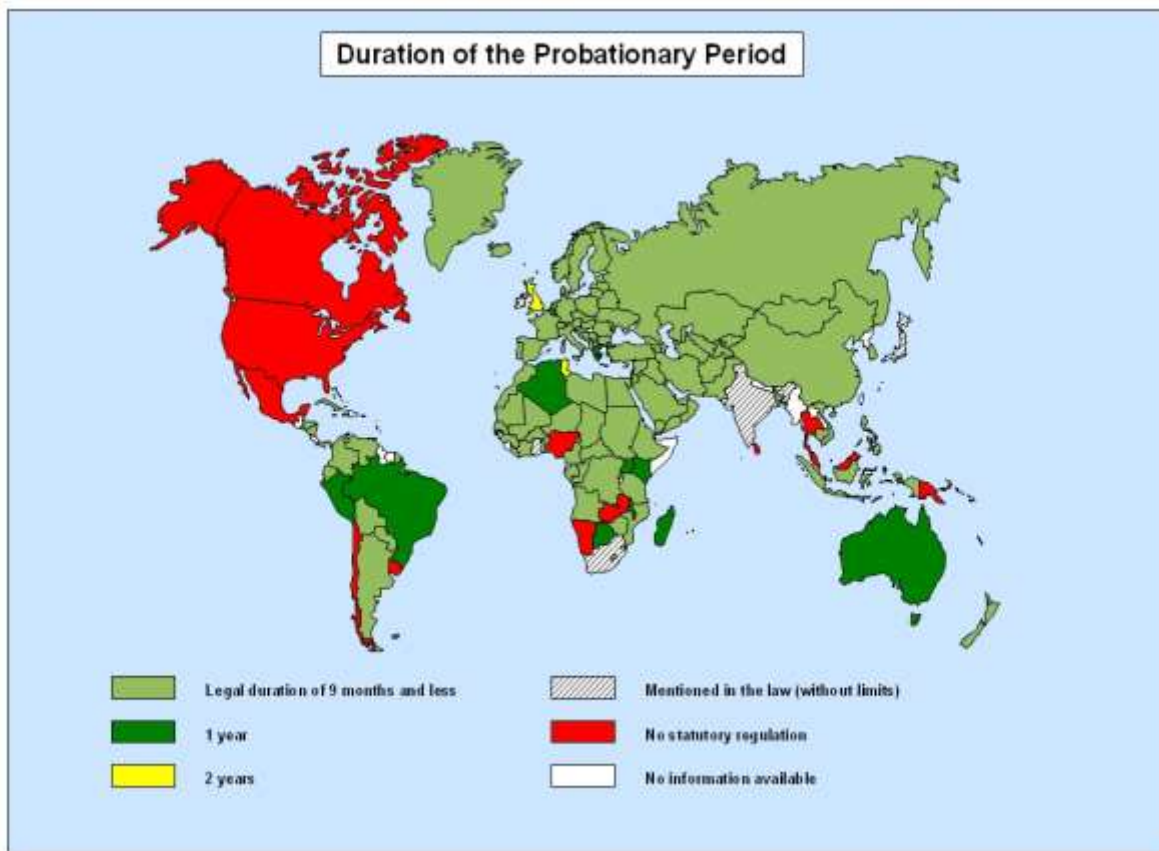 Duration of the Probationary Period
Legal duration of 9 months and less
Mentioned in the law (without limits)
1 year
No statutory regulation
2 years
No information available